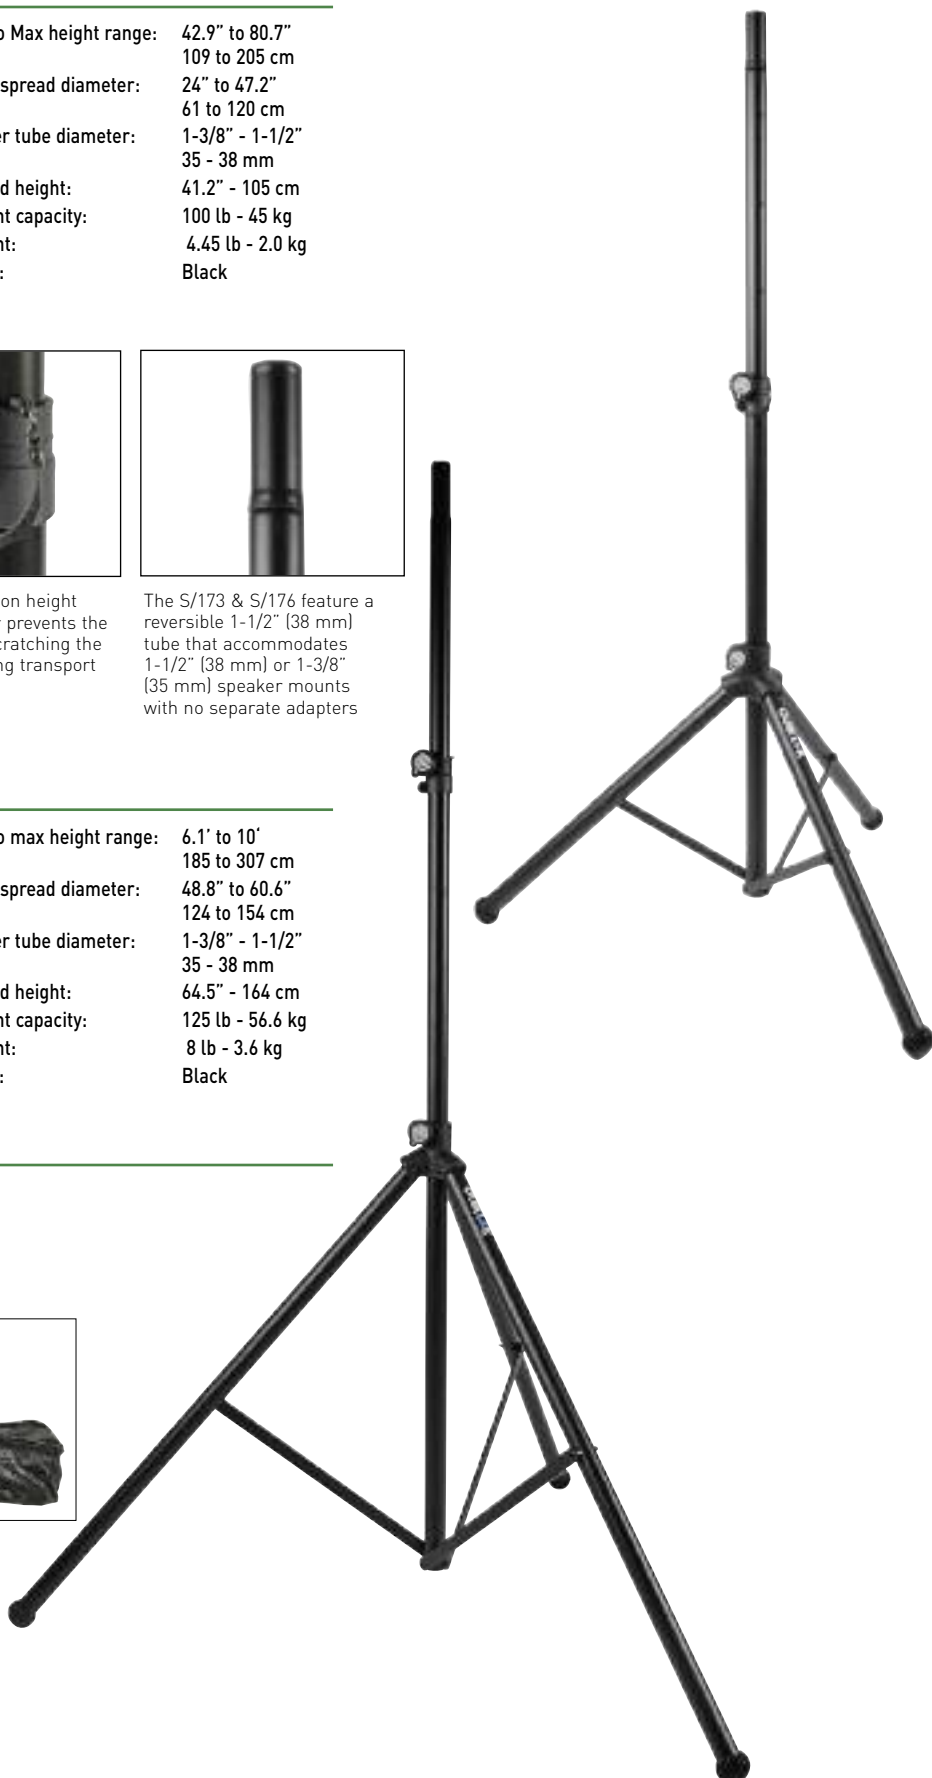 o Max height range: 42.9” to 80.7”
109 to 205 cm
spread diameter: 24” to 47.2”
61 to 120 cm
er tube diameter: 1-3/8” - 1-1/2”
35 - 38 mm
d height: 41.2” - 105 cm
nt capacity: 100 lb - 45 kg
nt: 4.45 lb - 2.0 kg
: Black
on height
prevents the
cratching the
ng transport
The S/173 & S/176 feature a
reversible 1-1/2” (38 mm)
tube that accommodates
1-1/2” (38 mm) or 1-3/8”
(35 mm) speaker mounts
with no separate adapters
o max height range: 6.1’ to 10‘
185 to 307 cm
spread diameter: 48.8” to 60.6”
124 to 154 cm
er tube diameter: 1-3/8” - 1-1/2”
35 - 38 mm
d height: 64.5” - 164 cm
nt capacity: 125 lb - 56.6 kg
nt: 8 lb - 3.6 kg
: Black